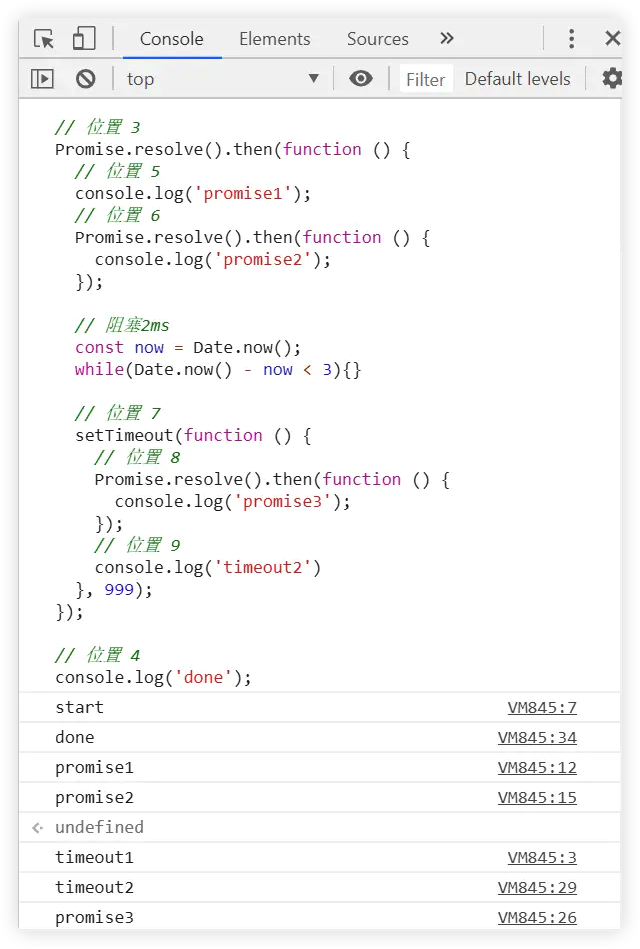 Console Elements Sources »
top ▼ Filter Default levels
// 位置 3
Promise.resolve().then(function () {
  // 位置 5
  console.log('promise1');
  // 位置 6
  Promise.resolve().then(function () {
    console.log('promise2');
  });

  // 阻塞2ms
  const now = Date.now();
  while(Date.now() - now < 3){}

  // 位置 7
  setTimeout(function () {
    // 位置 8
    Promise.resolve().then(function () {
      console.log('promise3');
    });
    // 位置 9
    console.log('timeout2')
  }, 999);
});

// 位置 4
console.log('done');
start VM845:7
done VM845:34
promise1 VM845:12
promise2 VM845:15
undefined
timeout1 VM845:3
timeout2 VM845:29
promise3 VM845:26